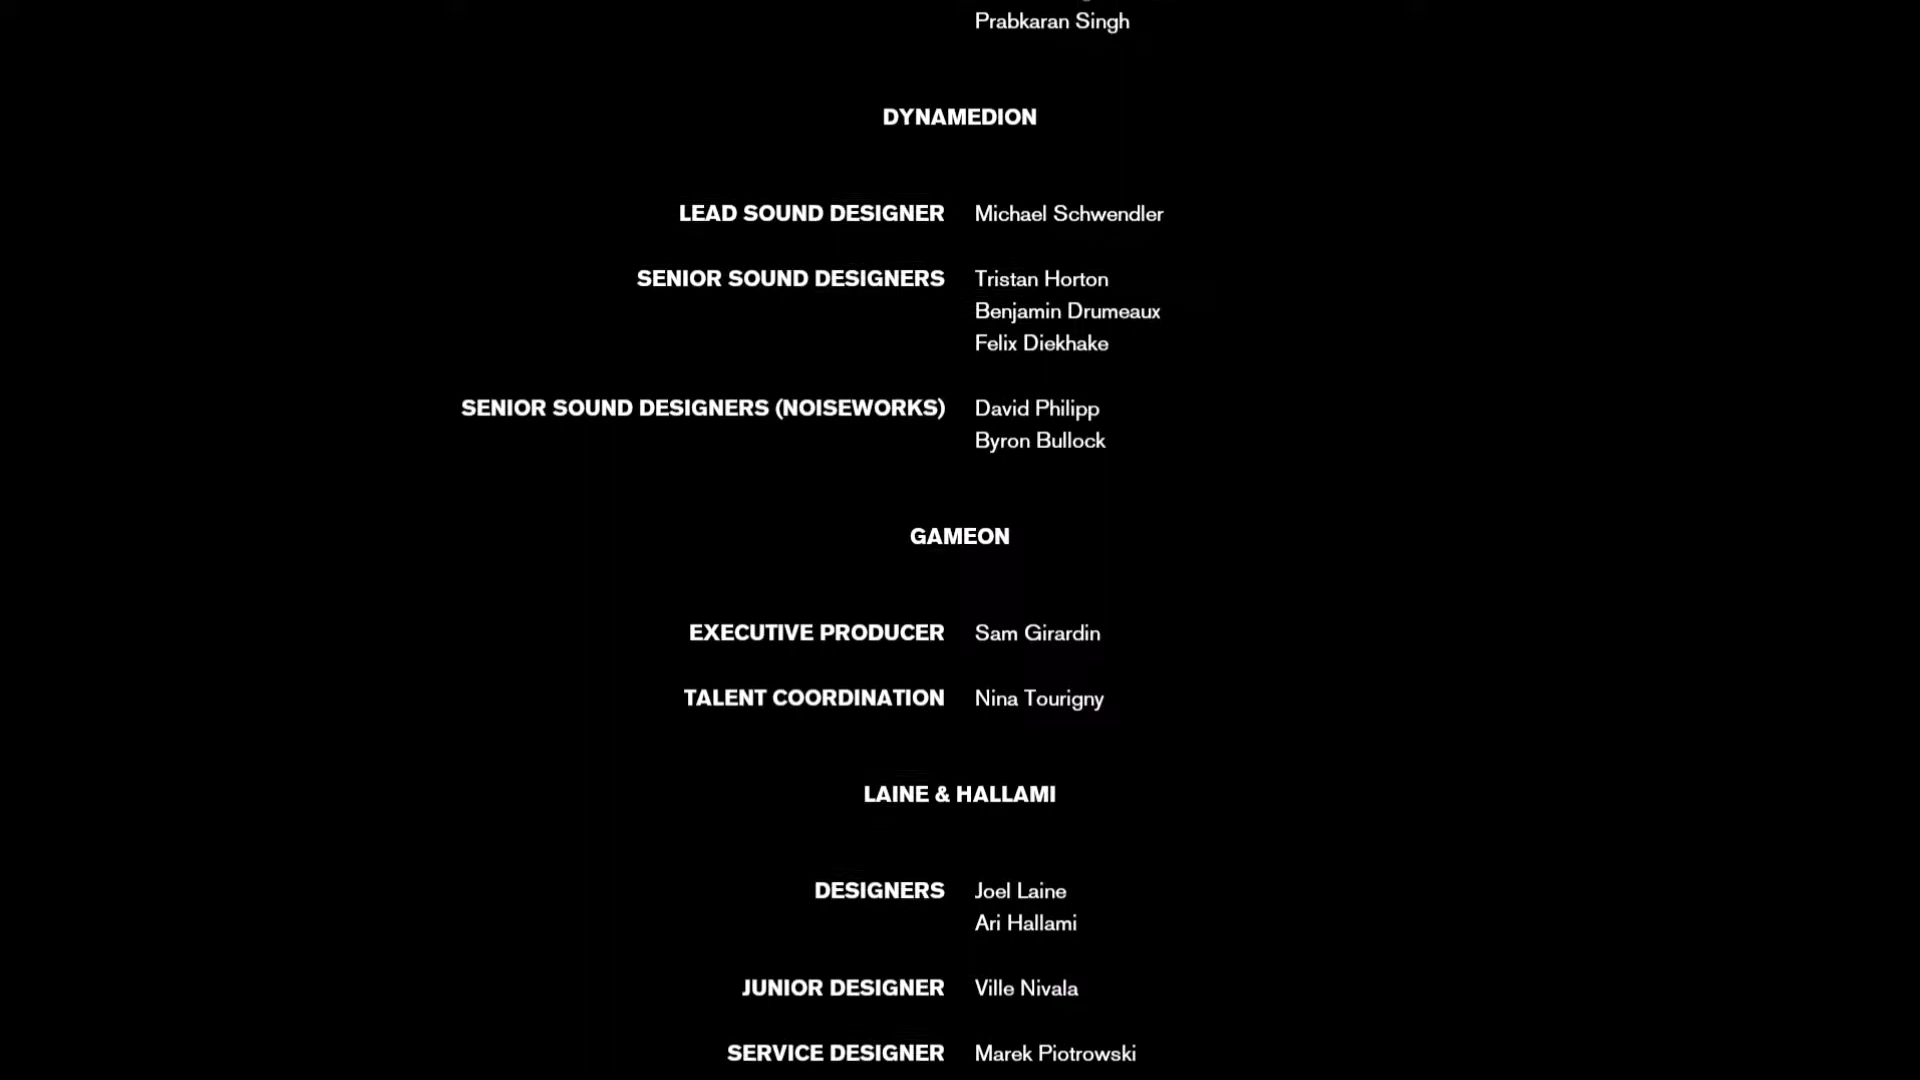 Prabkaran Singh
DYNAMEDION
LEAD SOUND DESIGNER Michael Schwendler
SENIOR SOUND DESIGNERS Tristan Horton
Benjamin Drumeaux
Felix Diekhake
SENIOR SOUND DESIGNERS (NOISEWORKS) David Philipp
Byron Bullock
GAMEON
EXECUTIVE PRODUCER Sam Girardin
TALENT COORDINATION Nina Tourigny
LAINE & HALLAMI
DESIGNERS Joel Laine
Ari Hallami
JUNIOR DESIGNER Ville Nivala
SERVICE DESIGNER Marek Piotrowski